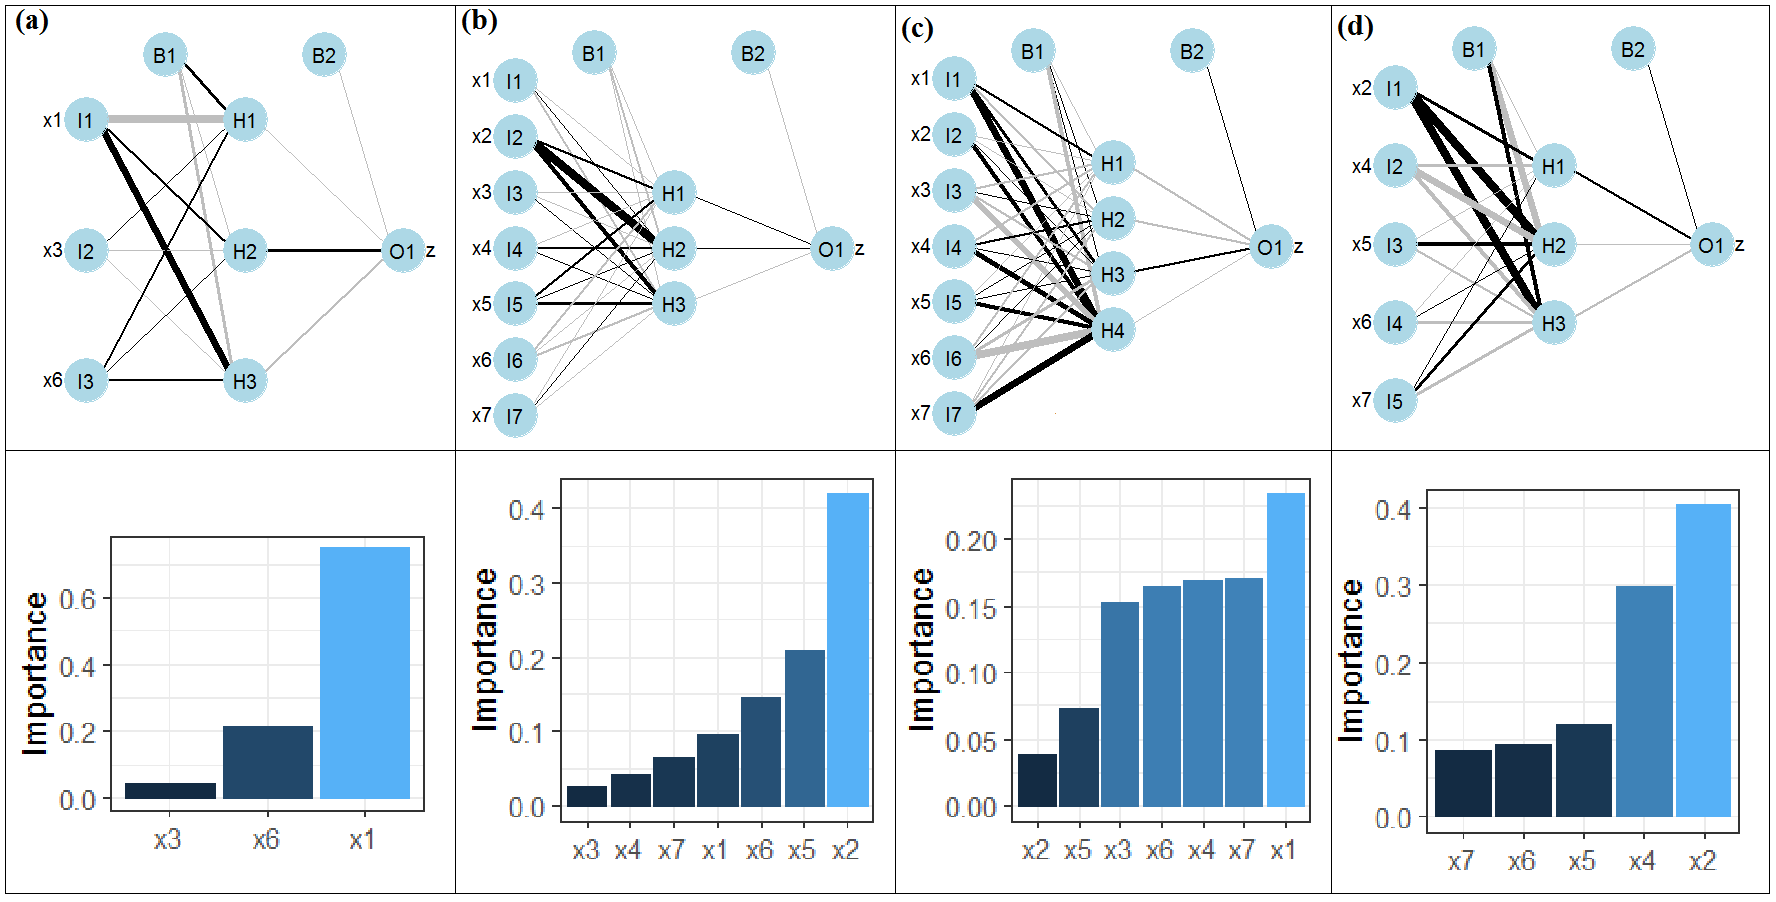 (a)
B1 B2
x1 I1 H1
x3 I2 H2 O1 z
x6 I3 H3
(b)
B1 B2
x1 I1
x2 I2
x3 I3 H1
x4 I4 H2 O1 z
x5 I5 H3
x6 I6
x7 I7
(c)
B1 B2
x1 I1
x2 I2
H1
x3 I3
H2
x4 I4 O1 z
H3
x5 I5
H4
x6 I6
x7 I7
(d)
B1 B2
x2 I1
x4 I2 H1
x5 I3 H2 O1 z
x6 I4 H3
x7 I5
Importance
0.6
0.4
0.2
0.0
x3 x6 x1
Importance
0.4
0.3
0.2
0.1
0.0
x3 x4 x7 x1 x6 x5 x2
Importance
0.20
0.15
0.10
0.05
0.00
x2 x5 x3 x6 x4 x7 x1
Importance
0.4
0.3
0.2
0.1
0.0
x7 x6 x5 x4 x2